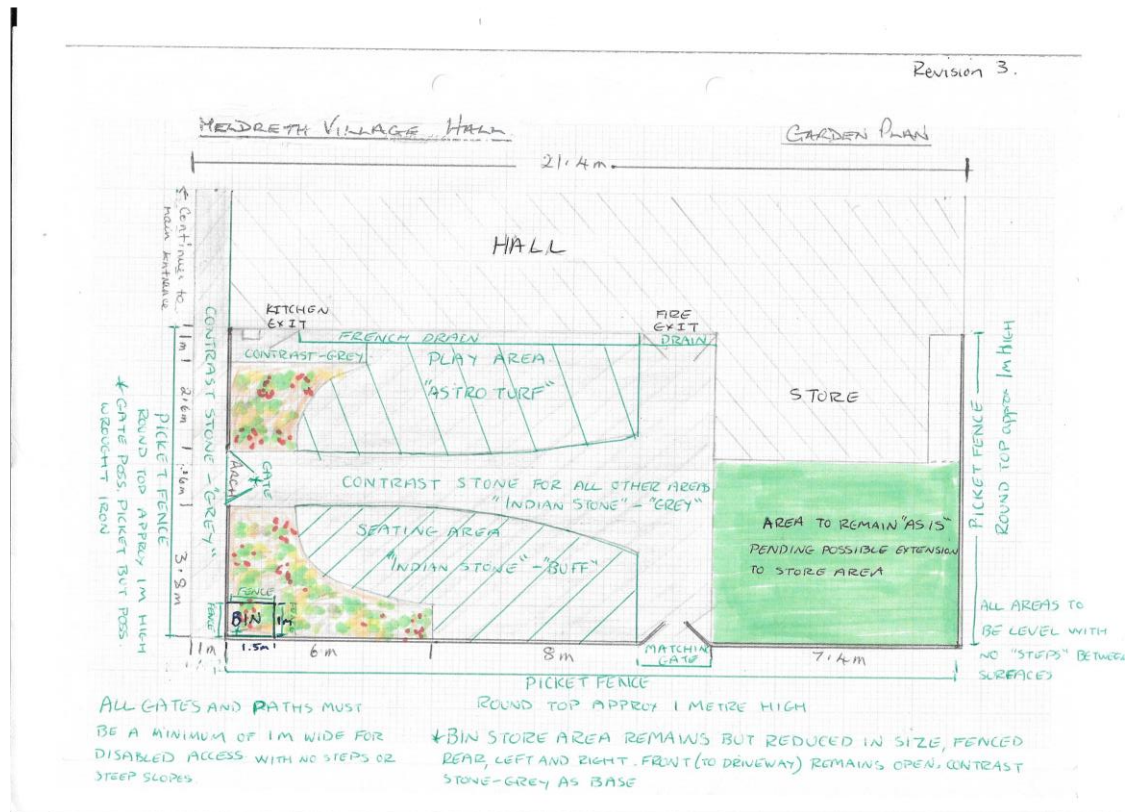 Revision 3.
MELDRETH VILLAGE HALL
GARDEN PLAN
21.4m
* Continues to
main entrance
HALL
KITCHEN
EXIT
FIRE
EXIT
FRENCH DRAIN
DRAIN
CONTRAST-GREY
PLAY AREA
"ASTRO TURF"
STORE
CONTRAST STONE - "GREY"
1m
2.6m
1.6m
3.8m
PICKET FENCE
ROUND TOP APPROX 1M HIGH
* GATE POSS. PICKET BUT POSS.
WROUGHT IRON
PICKET FENCE
ROUND TOP approx 1M HIGH
ARCH
GATE
CONTRAST STONE FOR ALL OTHER AREAS
"INDIAN STONE" - "GREY"
SEATING AREA
"INDIAN STONE" - "BUFF"
AREA TO REMAIN "AS IS"
PENDING POSSIBLE EXTENSION
TO STORE AREA
FENCE
FENCE
BIN
1m
1m
1.5m
6m
8m
MATCHING
GATE
7.4m
PICKET FENCE
ROUND TOP APPROX 1 METRE HIGH
ALL AREAS TO
BE LEVEL WITH
NO "STEPS" BETWEEN
SURFACES
ALL GATES AND PATHS MUST
BE A MINIMUM OF 1M WIDE FOR
DISABLED ACCESS WITH NO STEPS OR
STEEP SLOPES.
*BIN STORE AREA REMAINS BUT REDUCED IN SIZE, FENCED
REAR, LEFT AND RIGHT. FRONT (TO DRIVEWAY) REMAINS OPEN. CONTRAST
STONE-GREY AS BASE